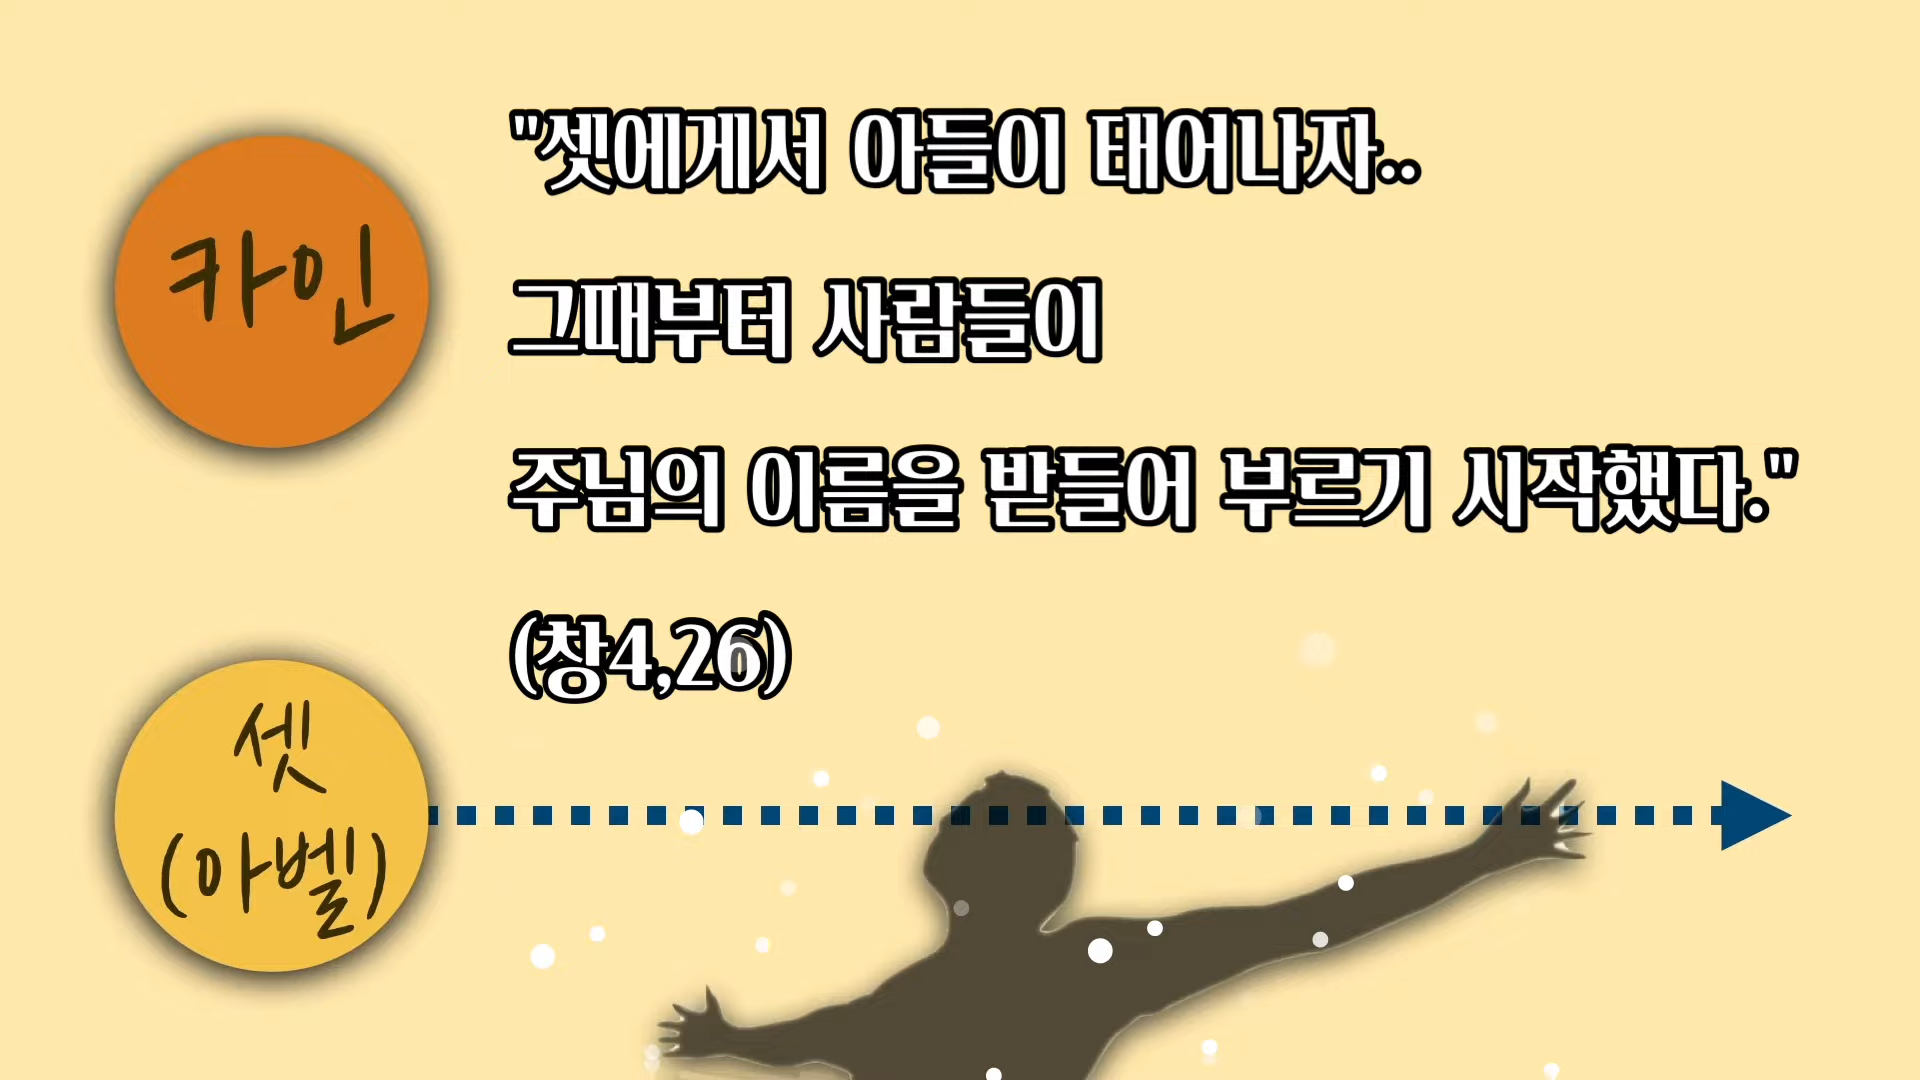 카인
"셋에게서 아들이 태어나자..
그때부터 사람들이
주님의 이름을 받들어 부르기 시작했다."
(창4,26)
셋
(아벨)